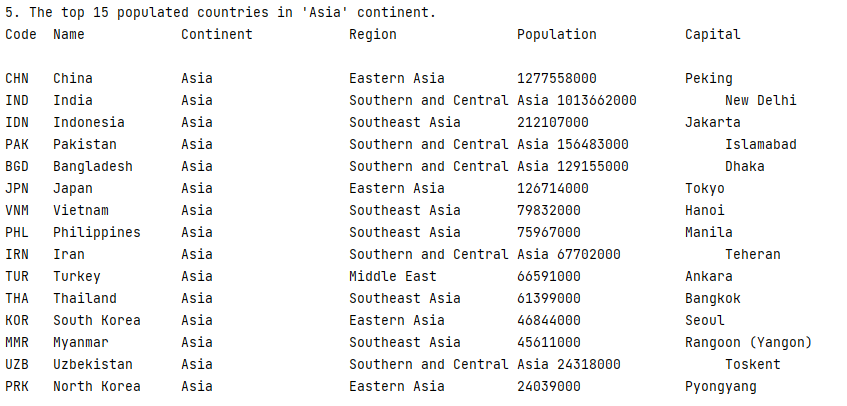 5. The top 15 populated countries in 'Asia' continent.
Code Name Continent Region Population Capital
CHN China Asia Eastern Asia 1277558000 Peking
IND India Asia Southern and Central Asia 1013662000 New Delhi
IDN Indonesia Asia Southeast Asia 212107000 Jakarta
PAK Pakistan Asia Southern and Central Asia 156483000 Islamabad
BGD Bangladesh Asia Southern and Central Asia 129155000 Dhaka
JPN Japan Asia Eastern Asia 126714000 Tokyo
VNM Vietnam Asia Southeast Asia 79832000 Hanoi
PHL Philippines Asia Southeast Asia 75967000 Manila
IRN Iran Asia Southern and Central Asia 67702000 Teheran
TUR Turkey Asia Middle East 66591000 Ankara
THA Thailand Asia Southeast Asia 61399000 Bangkok
KOR South Korea Asia Eastern Asia 46844000 Seoul
MMR Myanmar Asia Southeast Asia 45611000 Rangoon (Yangon)
UZB Uzbekistan Asia Southern and Central Asia 24318000 Toskent
PRK North Korea Asia Eastern Asia 24039000 Pyongyang